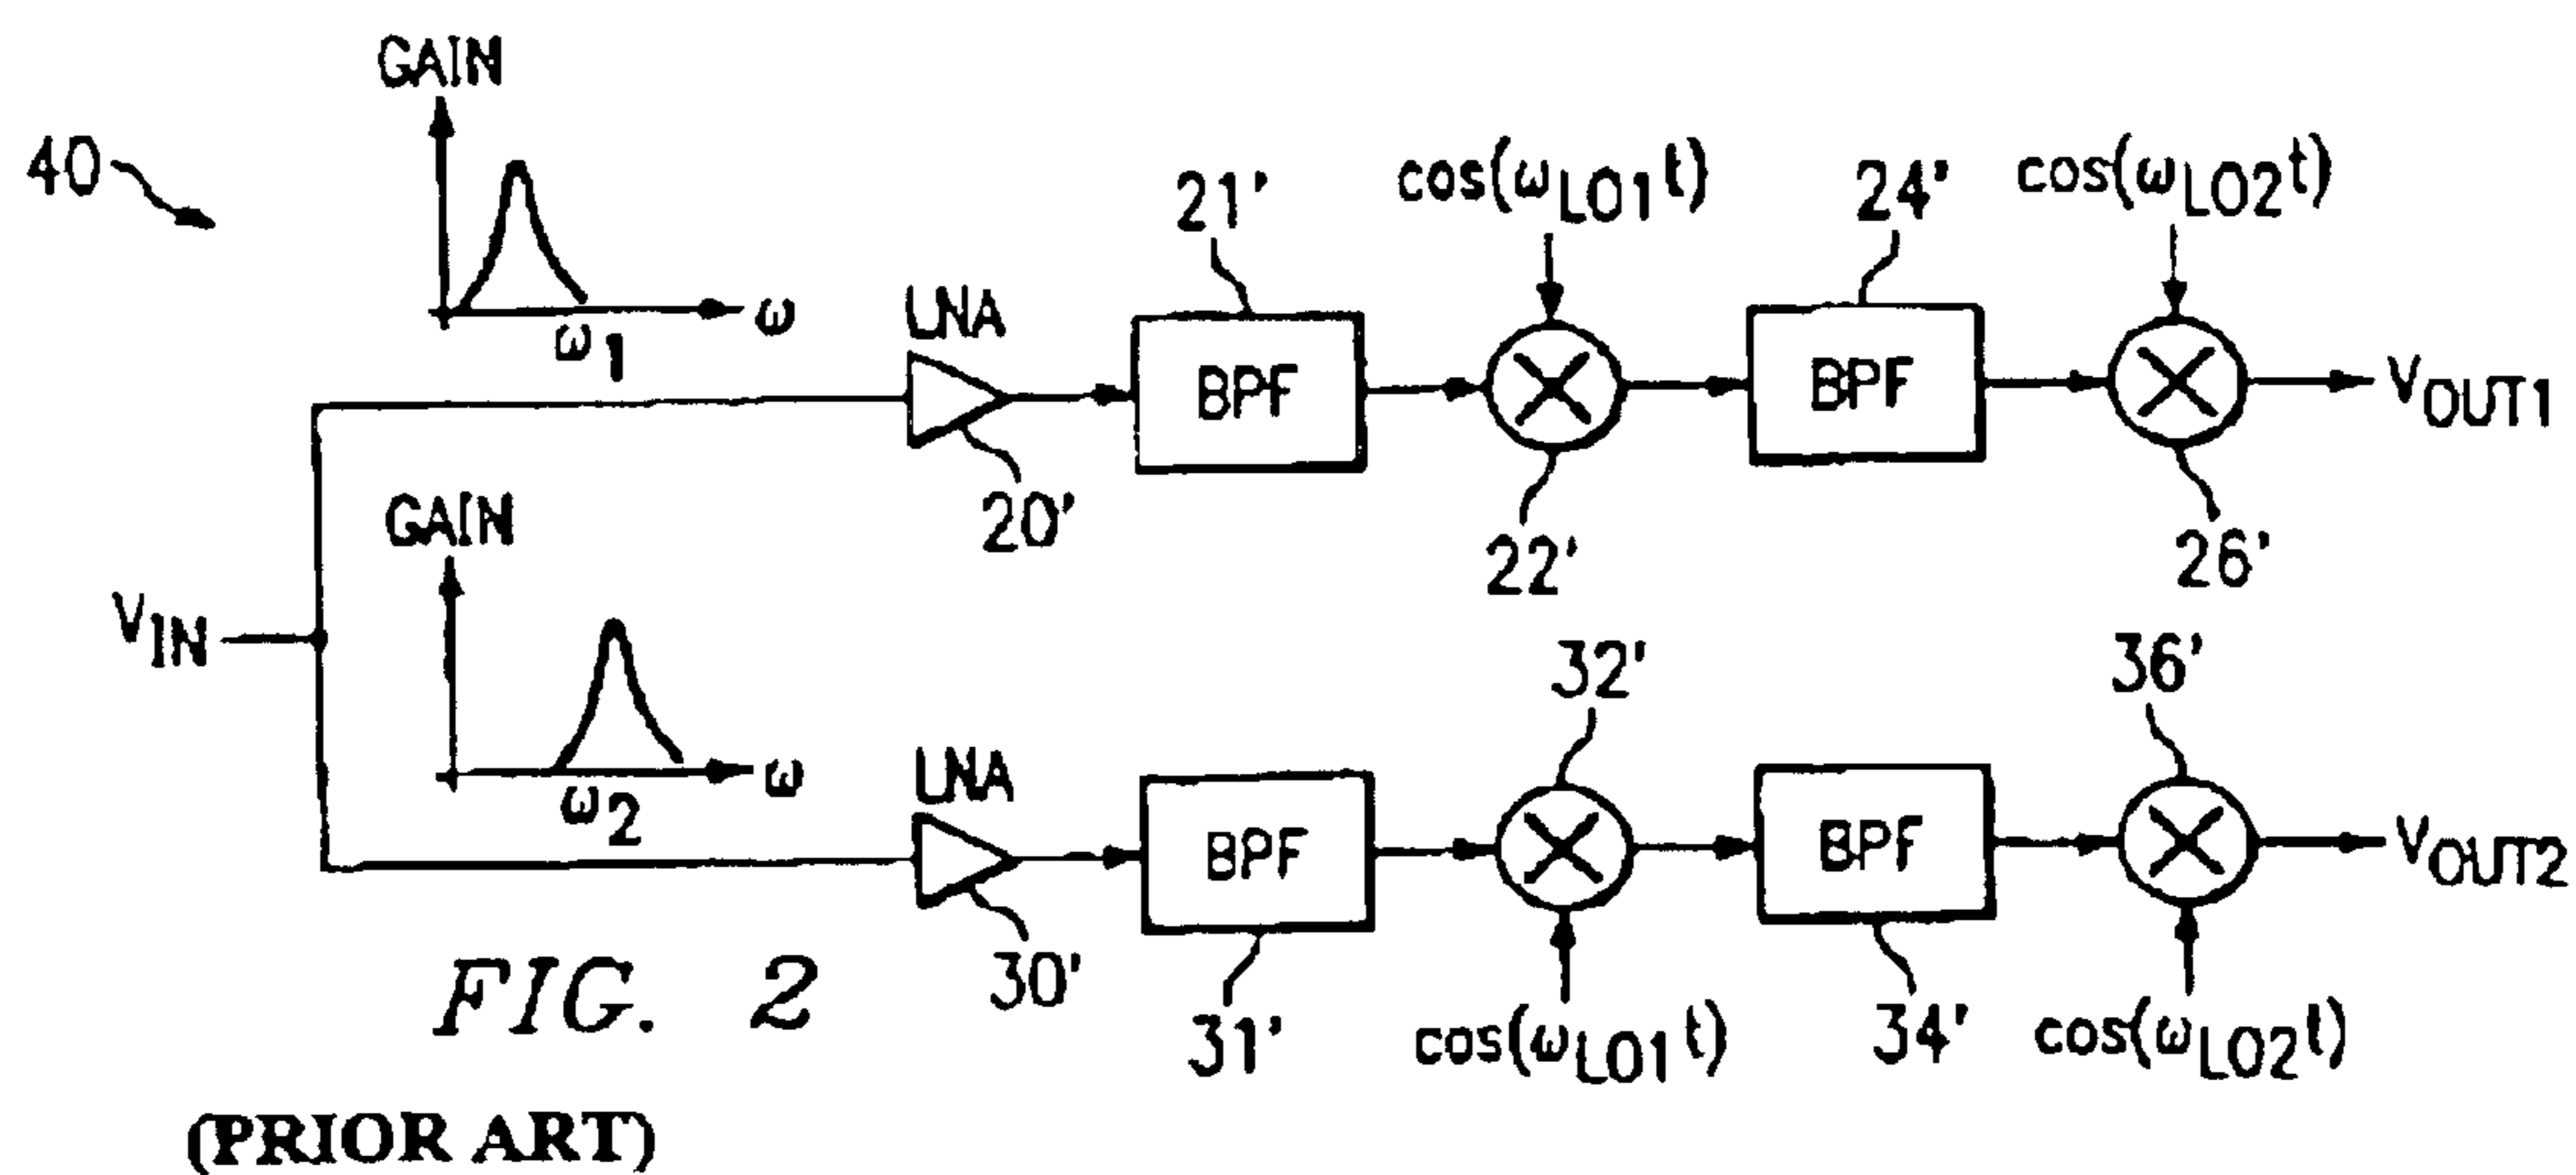 GAIN
40
ω
ω1
LNA
21'
cos(ωLO1t)
24'
cos(ωLO2t)
BPF
BPF
VOUT1
20'
22'
26'
GAIN
VIN
ω
ω2
LNA
32'
36'
BPF
BPF
VOUT2
30'
31'
cos(ωLO1t)
34'
cos(ωLO2t)
FIG. 2
(PRIOR ART)